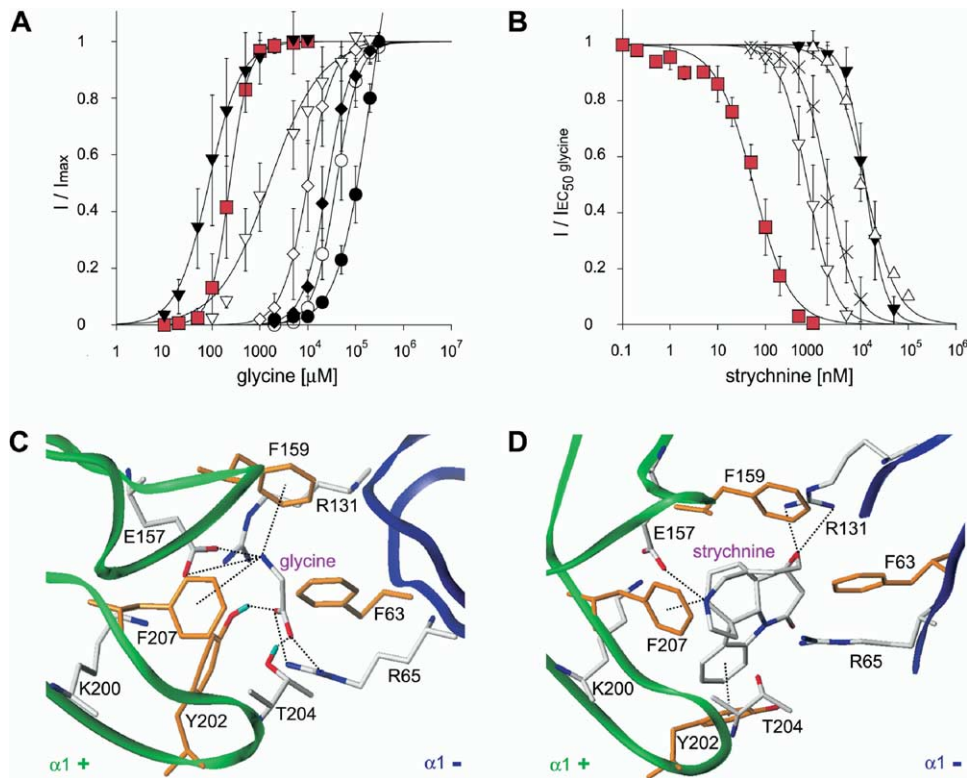 A
I / Imax
1
0.8
0.6
0.4
0.2
0
1 10 100 1000 10⁴ 10⁵ 10⁶ 10⁷
glycine [µM]
B
I / IEC50 glycine
1
0.8
0.6
0.4
0.2
0
0.1 1 10 100 1000 10⁴ 10⁵ 10⁶
strychnine [nM]
C
F159
R131
E157
glycine
F63
F207
R65
K200
T204
Y202
α1 +
α1 -
D
F159
E157
R131
strychnine
F63
F207
R65
K200
T204
Y202
α1 +
α1 -